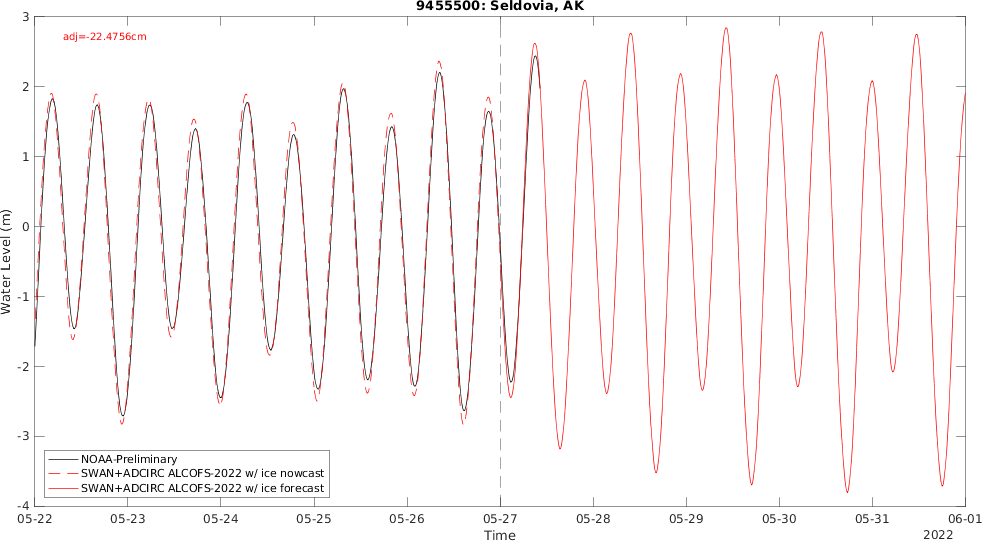 9455500: Seldovia, AK
adj=-22.4756cm
3
2
1
0
-1
-2
-3
-4
Water Level (m)
NOAA-Preliminary
SWAN+ADCIRC ALCOFS-2022 w/ ice nowcast
SWAN+ADCIRC ALCOFS-2022 w/ ice forecast
05-22 05-23 05-24 05-25 05-26 05-27 05-28 05-29 05-30 05-31 06-01
Time
2022